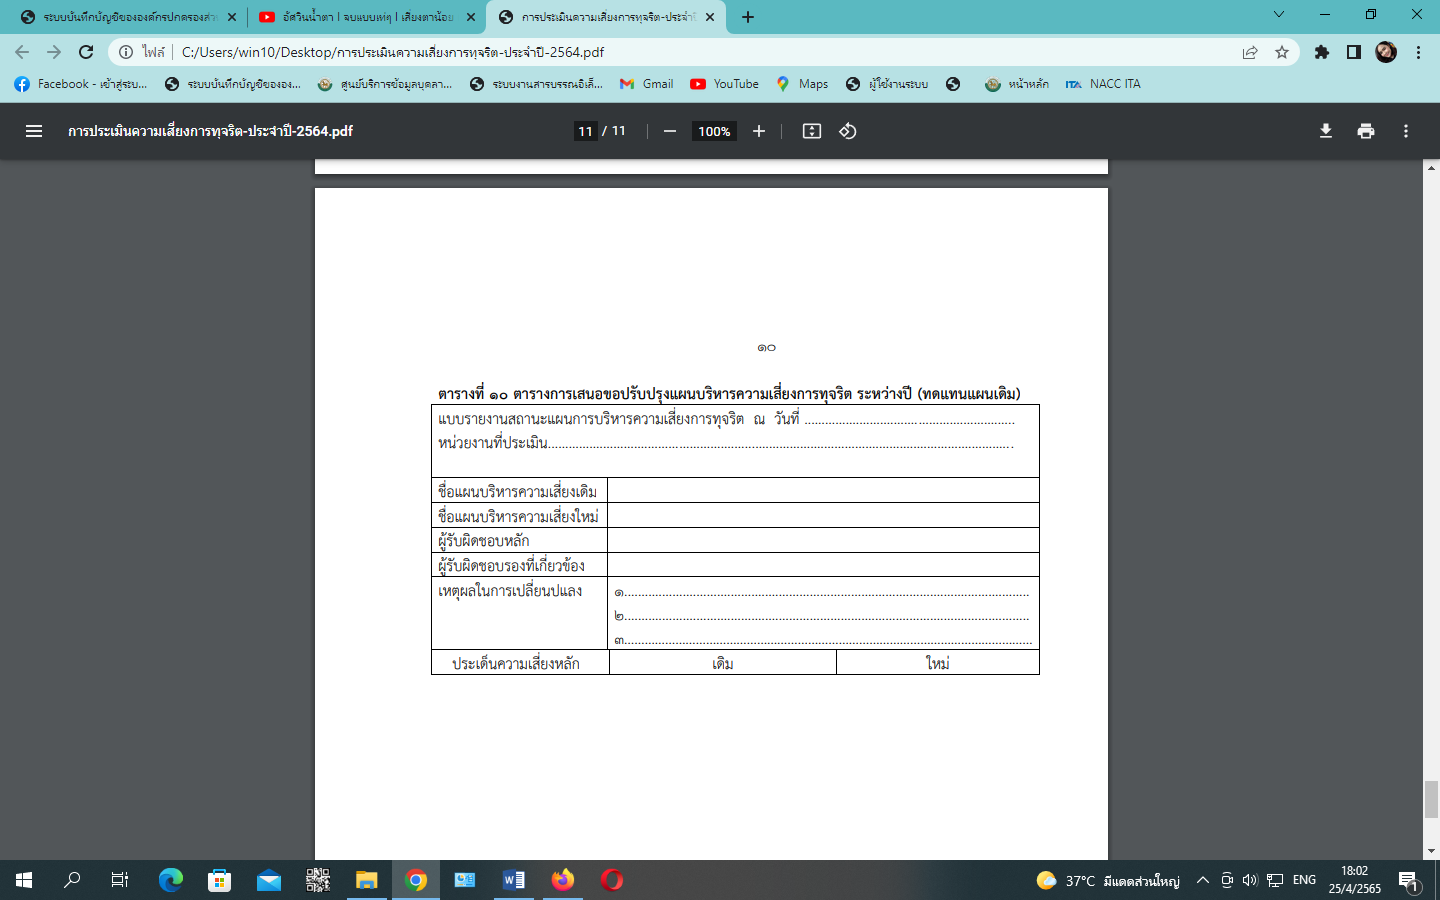 ระบบบันทึกบัญชีขององค์กรปกครองส่วน
อัศวินน้ำตา l จบแบบเท่ๆ l เสี่ยงตาน้อย
การประเมินความเสี่ยงการทุจริต-ประจำปี
ไฟล์
C:/Users/win10/Desktop/การประเมินความเสี่ยงการทุจริต-ประจำปี-2564.pdf
Facebook - เข้าสู่ระบ...
ระบบบันทึกบัญชีขององ...
ศูนย์บริการข้อมูลบุคลา...
ระบบงานสารบรรณอิเล็...
Gmail
YouTube
Maps
ผู้ใช้งานระบบ
หน้าหลัก
ITA
NACC ITA
การประเมินความเสี่ยงการทุจริต-ประจำปี-2564.pdf
11 / 11
100%
๑๐
ตารางที่ ๑๐ ตารางการเสนอขอปรับปรุงแผนบริหารความเสี่ยงการทุจริต ระหว่างปี (ทดแทนแผนเดิม)
แบบรายงานสถานะแผนการบริหารความเสี่ยงการทุจริต ณ วันที่ .............................................................
หน่วยงานที่ประเมิน.......................................................................................................................................
ชื่อแผนบริหารความเสี่ยงเดิม
ชื่อแผนบริหารความเสี่ยงใหม่
ผู้รับผิดชอบหลัก
ผู้รับผิดชอบรองที่เกี่ยวข้อง
เหตุผลในการเปลี่ยนปแลง
๑.....................................................................................................................
๒.....................................................................................................................
๓......................................................................................................................
ประเด็นความเสี่ยงหลัก
เดิม
ใหม่
37°C มีแดดส่วนใหญ่
ENG
18:02
25/4/2565
1